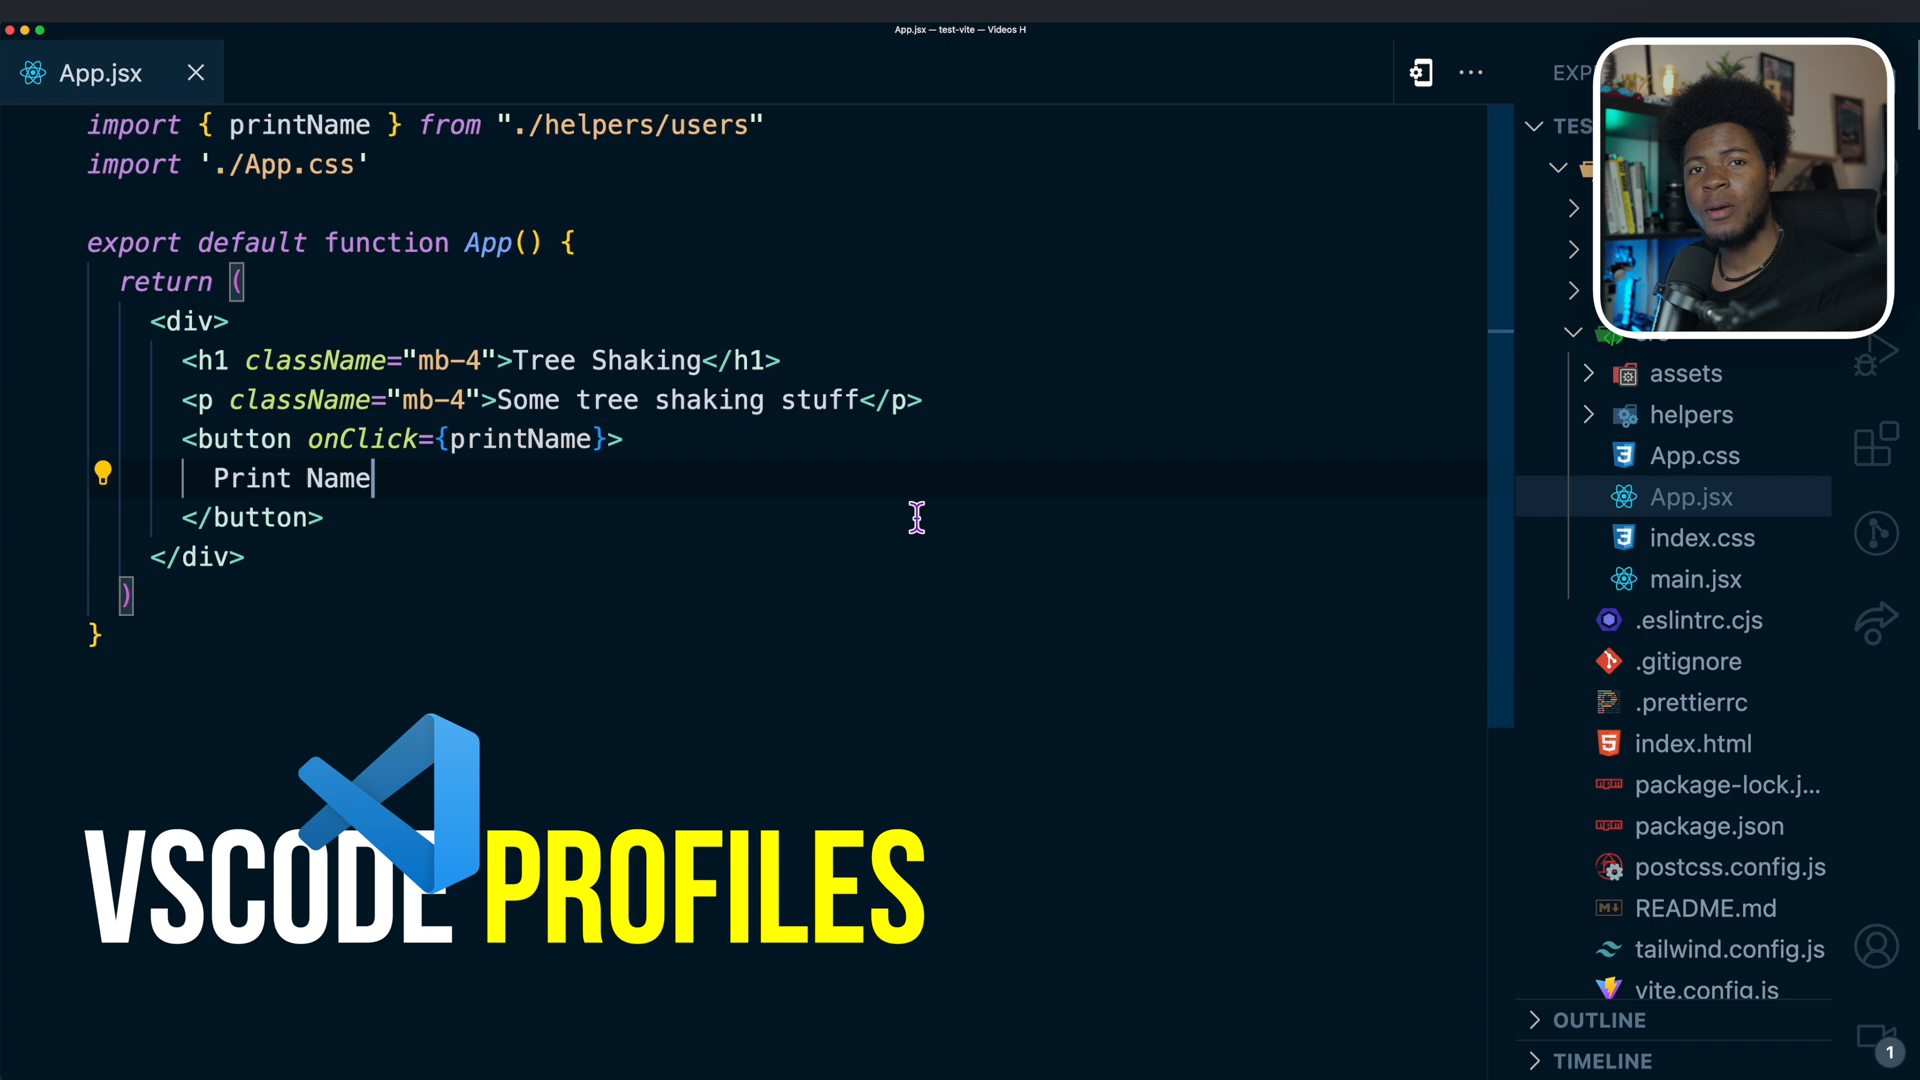 App.jsx — test-vite — Videos H
App.jsx
import { printName } from "./helpers/users"
import './App.css'
export default function App() {
return (
<div>
<h1 className="mb-4">Tree Shaking</h1>
<p className="mb-4">Some tree shaking stuff</p>
<button onClick={printName}>
Print Name
</button>
</div>
)
}
VSCODE PROFILES
EXP
TES
assets
helpers
App.css
App.jsx
index.css
main.jsx
.eslintrc.cjs
.gitignore
.prettierrc
index.html
package-lock.j...
package.json
postcss.config.js
README.md
tailwind.config.js
vite.config.js
OUTLINE
TIMELINE
1